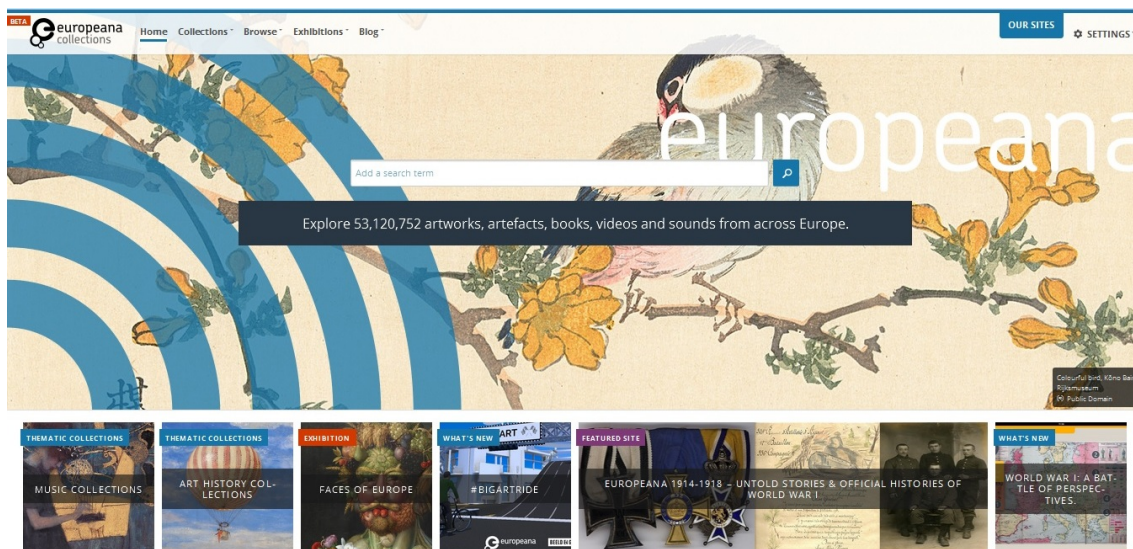 BETA
europeana
collections
Home
Collections
Browse
Exhibitions
Blog
OUR SITES
SETTINGS
europeana
Add a search term
Explore 53,120,752 artworks, artefacts, books, videos and sounds from across Europe.
Colourful bird, Kōno Bai
Rijksmuseum
Public Domain
THEMATIC COLLECTIONS
MUSIC COLLECTIONS
THEMATIC COLLECTIONS
ART HISTORY COL-
LECTIONS
EXHIBITION
FACES OF EUROPE
WHAT'S NEW
ART
#BIGARTRIDE
europeana
FEATURED SITE
EUROPEANA 1914-1918 – UNTOLD STORIES & OFFICIAL HISTORIES OF
WORLD WAR I
WHAT'S NEW
WORLD WAR I: A BAT-
TLE OF PERSPEC-
TIVES.